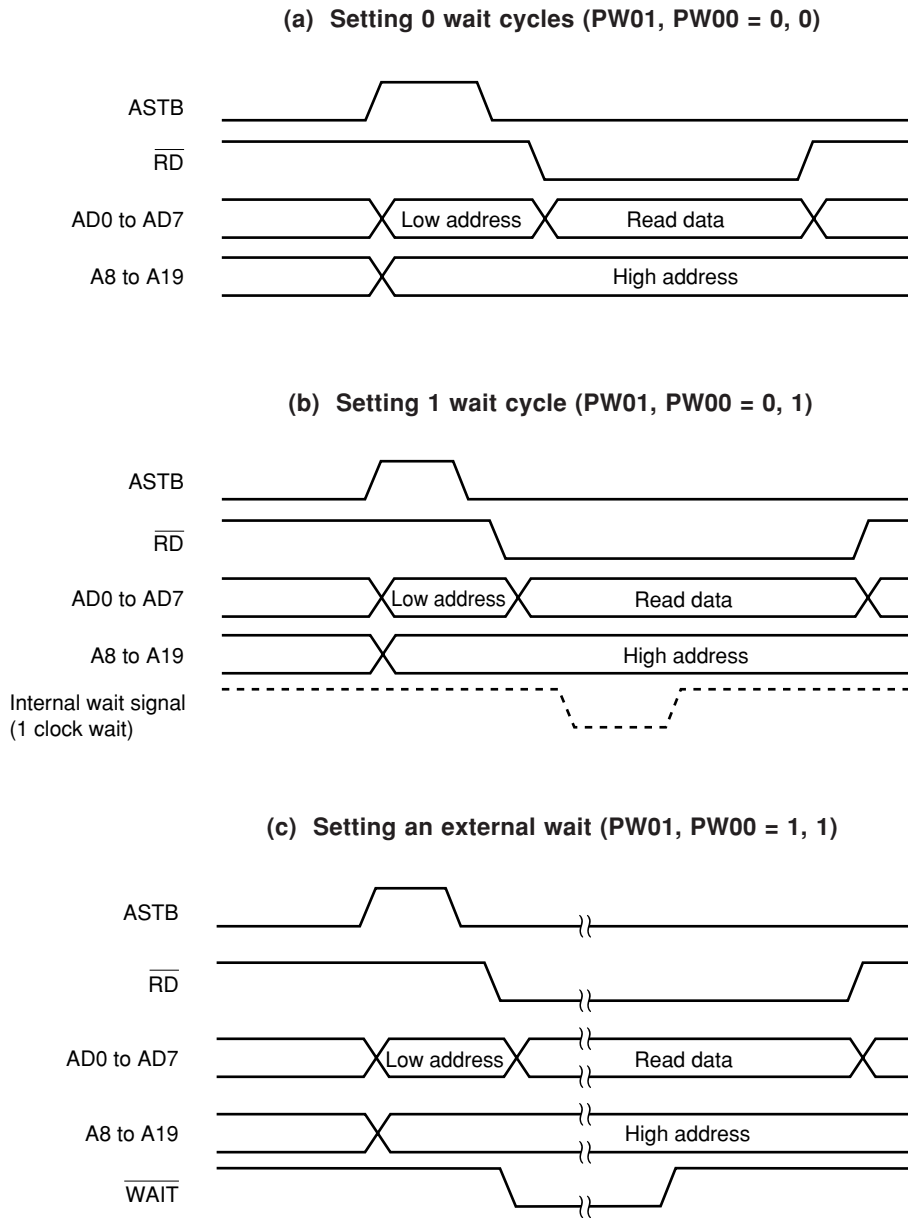 (a) Setting 0 wait cycles (PW01, PW00 = 0, 0)
ASTB
RD
AD0 to AD7
Low address
Read data
A8 to A19
High address
(b) Setting 1 wait cycle (PW01, PW00 = 0, 1)
ASTB
RD
AD0 to AD7
Low address
Read data
A8 to A19
High address
Internal wait signal
(1 clock wait)
(c) Setting an external wait (PW01, PW00 = 1, 1)
ASTB
RD
AD0 to AD7
Low address
Read data
A8 to A19
High address
WAIT